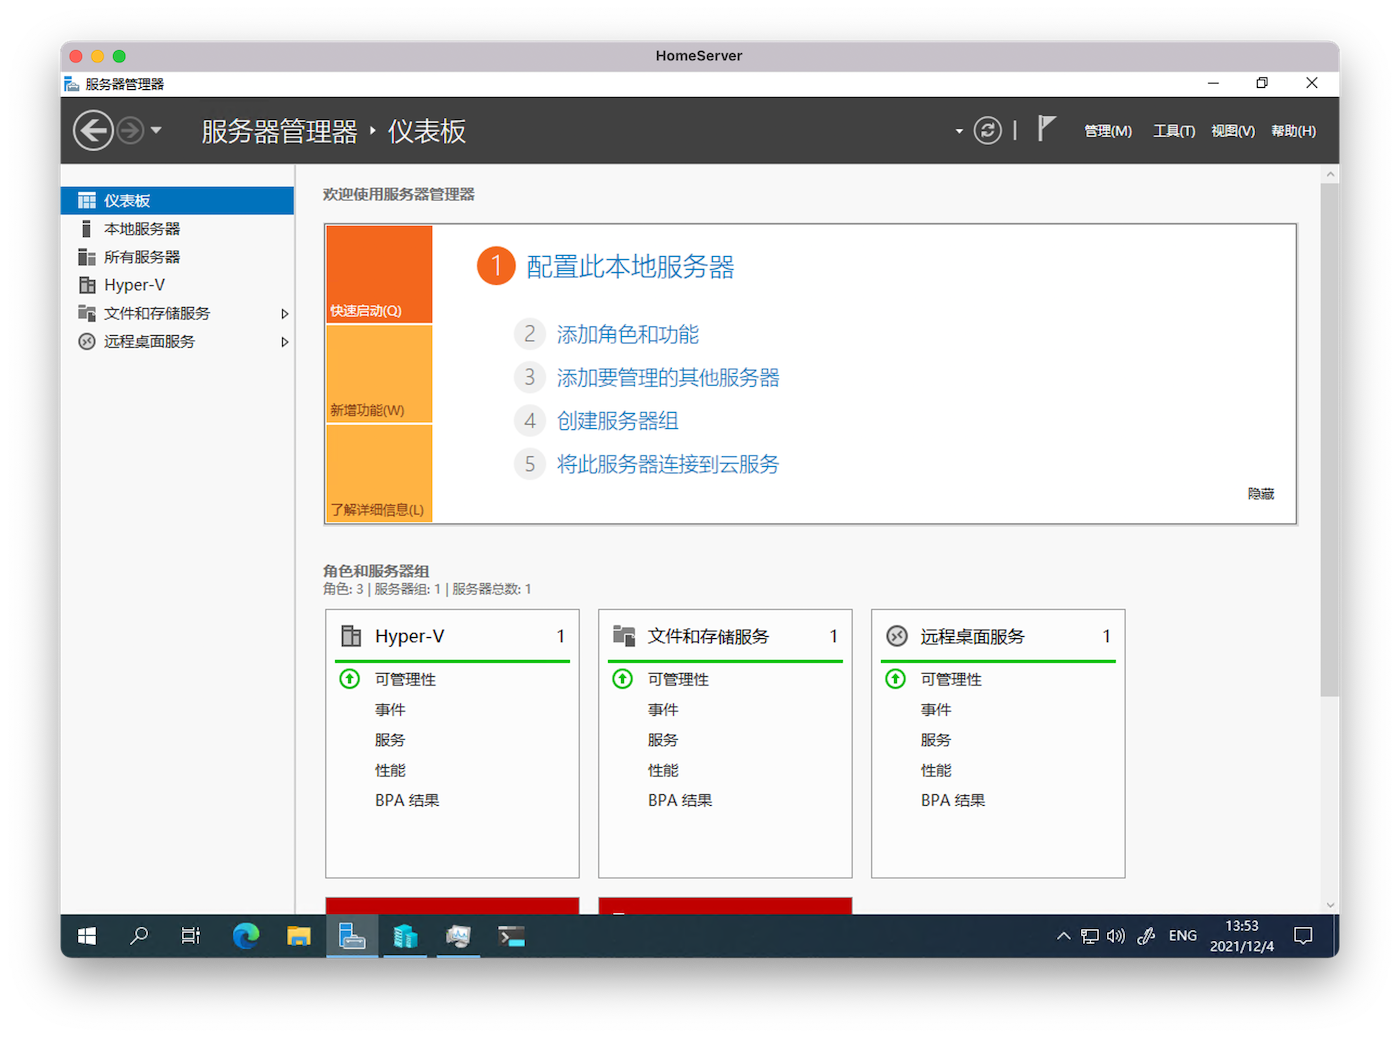 HomeServer
服务器管理器
服务器管理器 ‣ 仪表板
管理(M) 工具(T) 视图(V) 帮助(H)
仪表板
本地服务器
所有服务器
Hyper-V
文件和存储服务
远程桌面服务
欢迎使用服务器管理器
快速启动(Q)
新增功能(W)
了解详细信息(L)
1 配置此本地服务器
2 添加角色和功能
3 添加要管理的其他服务器
4 创建服务器组
5 将此服务器连接到云服务
隐藏
角色和服务器组
角色: 3 | 服务器组: 1 | 服务器总数: 1
Hyper-V 1
可管理性
事件
服务
性能
BPA 结果
文件和存储服务 1
可管理性
事件
服务
性能
BPA 结果
远程桌面服务 1
可管理性
事件
服务
性能
BPA 结果
ENG
13:53
2021/12/4